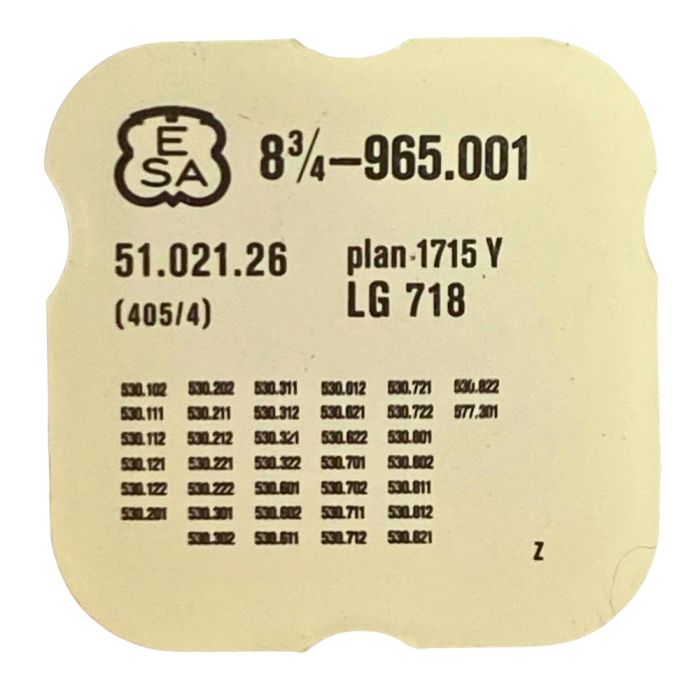 E
SA
8¾–965.001
51.021.26 plan 1715 Y
(405/4) LG 718
530.102 530.202 530.311 530.612 530.721 530.822
530.111 530.211 530.312 530.621 530.722 577.301
530.112 530.212 530.321 530.622 530.801
530.121 530.221 530.322 530.701 530.802
530.122 530.222 530.601 530.702 530.811
530.201 530.301 530.602 530.711 530.812
530.302 530.611 530.712 530.821
Z